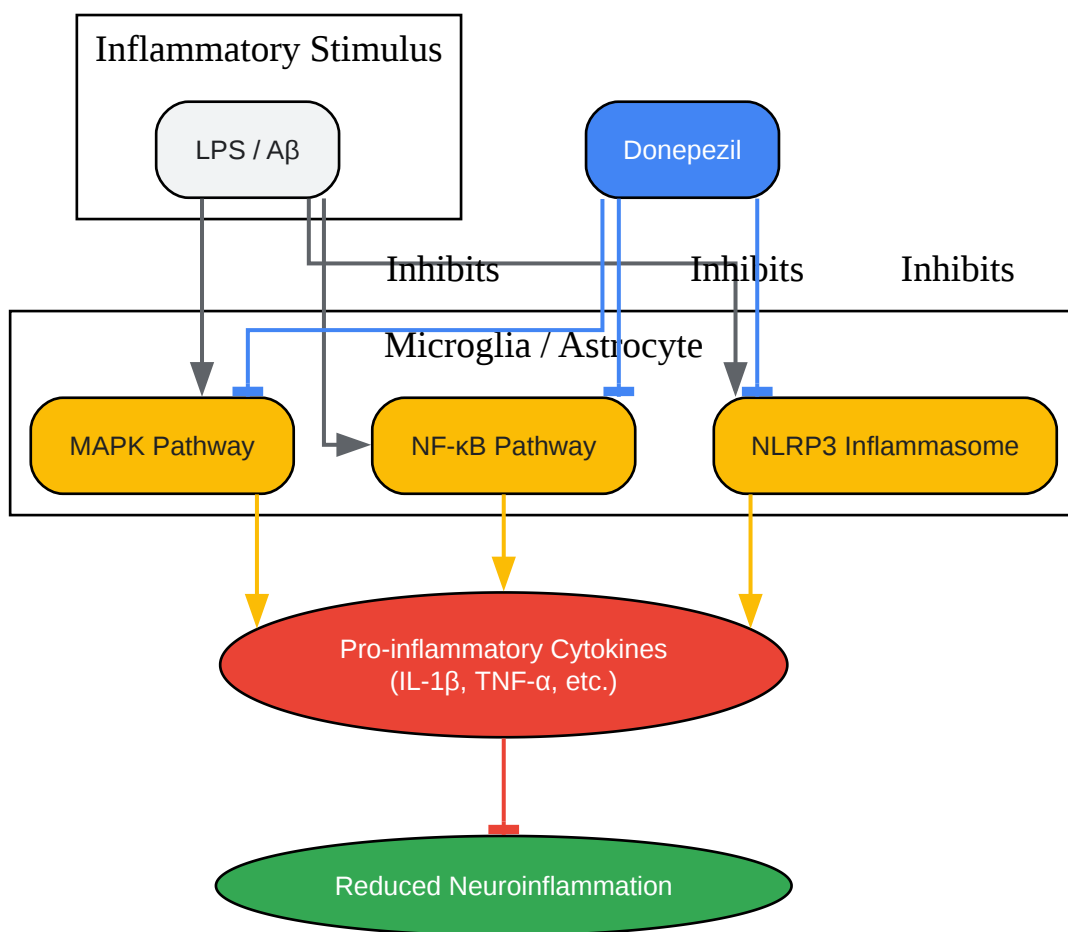 Inflammatory Stimulus
LPS / Aβ
Donepezil
Inhibits
Inhibits
Inhibits
Microglia / Astrocyte
MAPK Pathway
NF-κB Pathway
NLRP3 Inflammasome
Pro-inflammatory Cytokines
(IL-1β, TNF-α, etc.)
Reduced Neuroinflammation